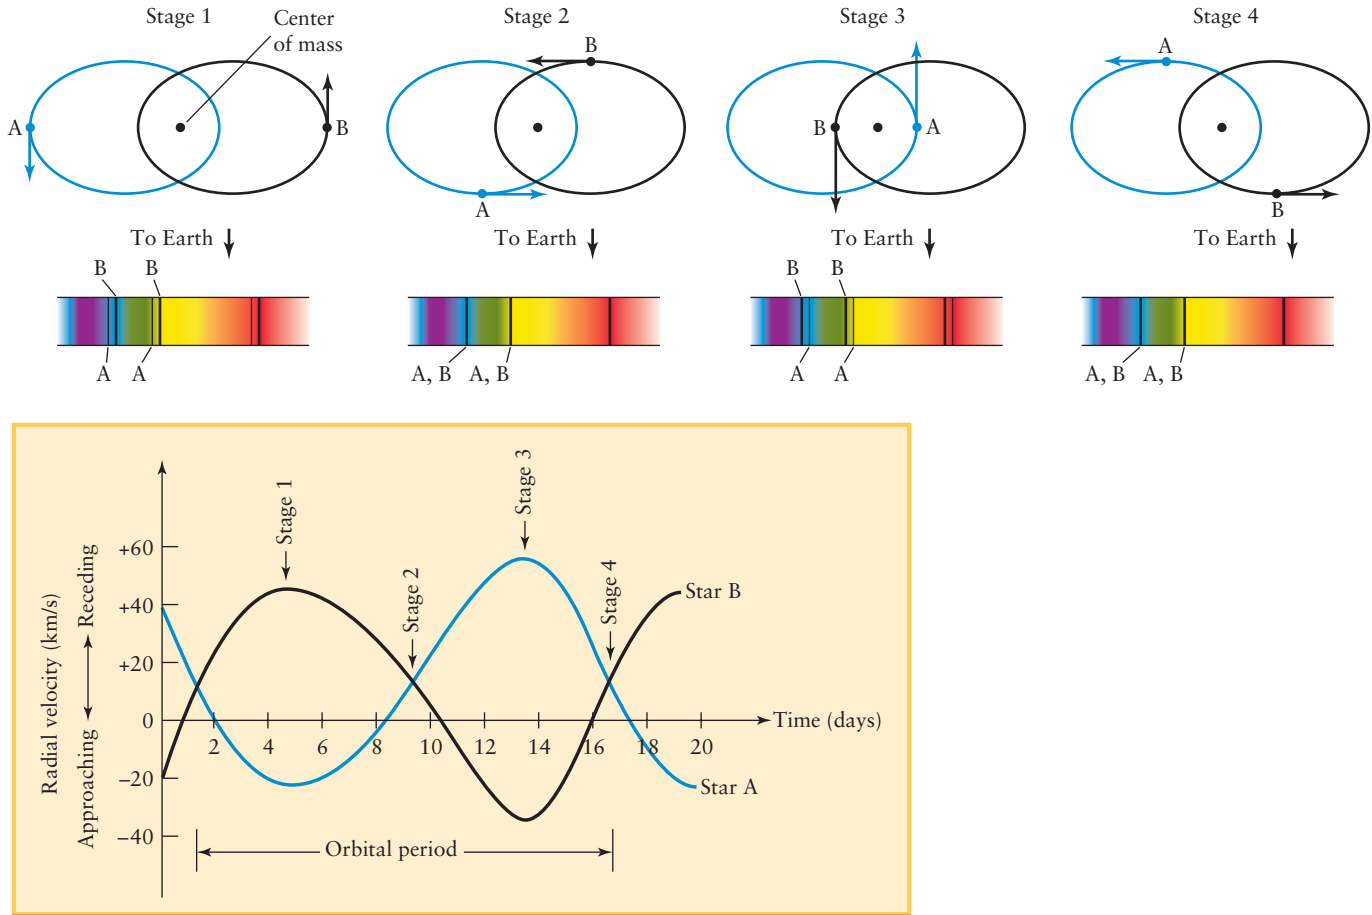 Stage 1
Center
of mass
A
B
Stage 2
B
A
Stage 3
B
A
Stage 4
A
B
To Earth
To Earth
To Earth
To Earth
B B
A A
A, B A, B
B B
A A
A, B A, B
Stage 1
Stage 2
Stage 3
Stage 4
Radial velocity (km/s)
Approaching
Receding
+60
+40
+20
0
−20
−40
2 4 6 8 10 12 14 16 18 20
Time (days)
Star B
Star A
Orbital period